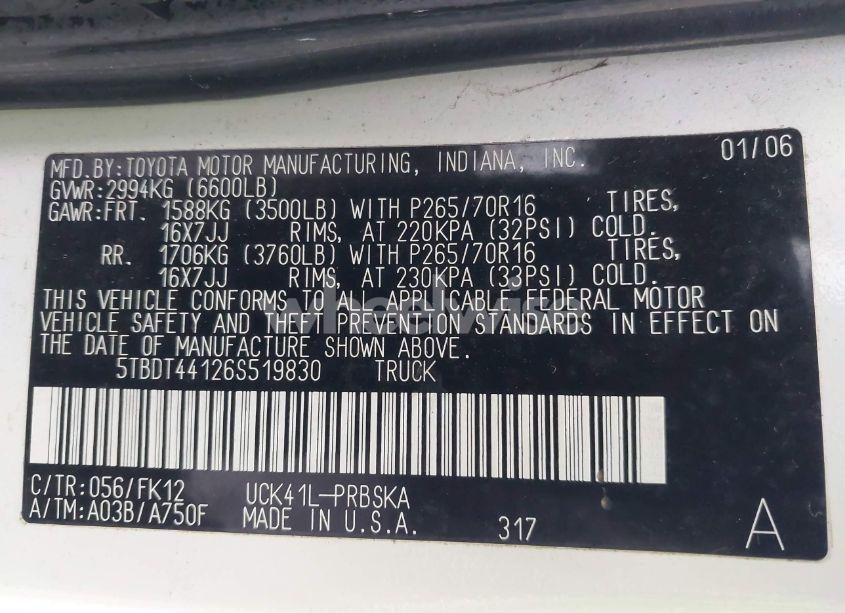 MFD.BY:TOYOTA MOTOR MANUFACTURING, INDIANA, INC. 01/06
GVWR:2994KG (6600LB)
GAWR:FRT. 1588KG (3500LB) WITH P265/70R16 TIRES,
16X7JJ RIMS, AT 220KPA (32PSI) COLD.
RR. 1706KG (3760LB) WITH P265/70R16 TIRES,
16X7JJ RIMS, AT 230KPA (33PSI) COLD.
THIS VEHICLE CONFORMS TO ALL APPLICABLE FEDERAL MOTOR
VEHICLE SAFETY AND THEFT PREVENTION STANDARDS IN EFFECT ON
THE DATE OF MANUFACTURE SHOWN ABOVE.
5TBDT44126S519830 TRUCK
C/TR:056/FK12 UCK41L-PRBSKA
A/TM:A03B/A750F MADE IN U.S.A. 317 A